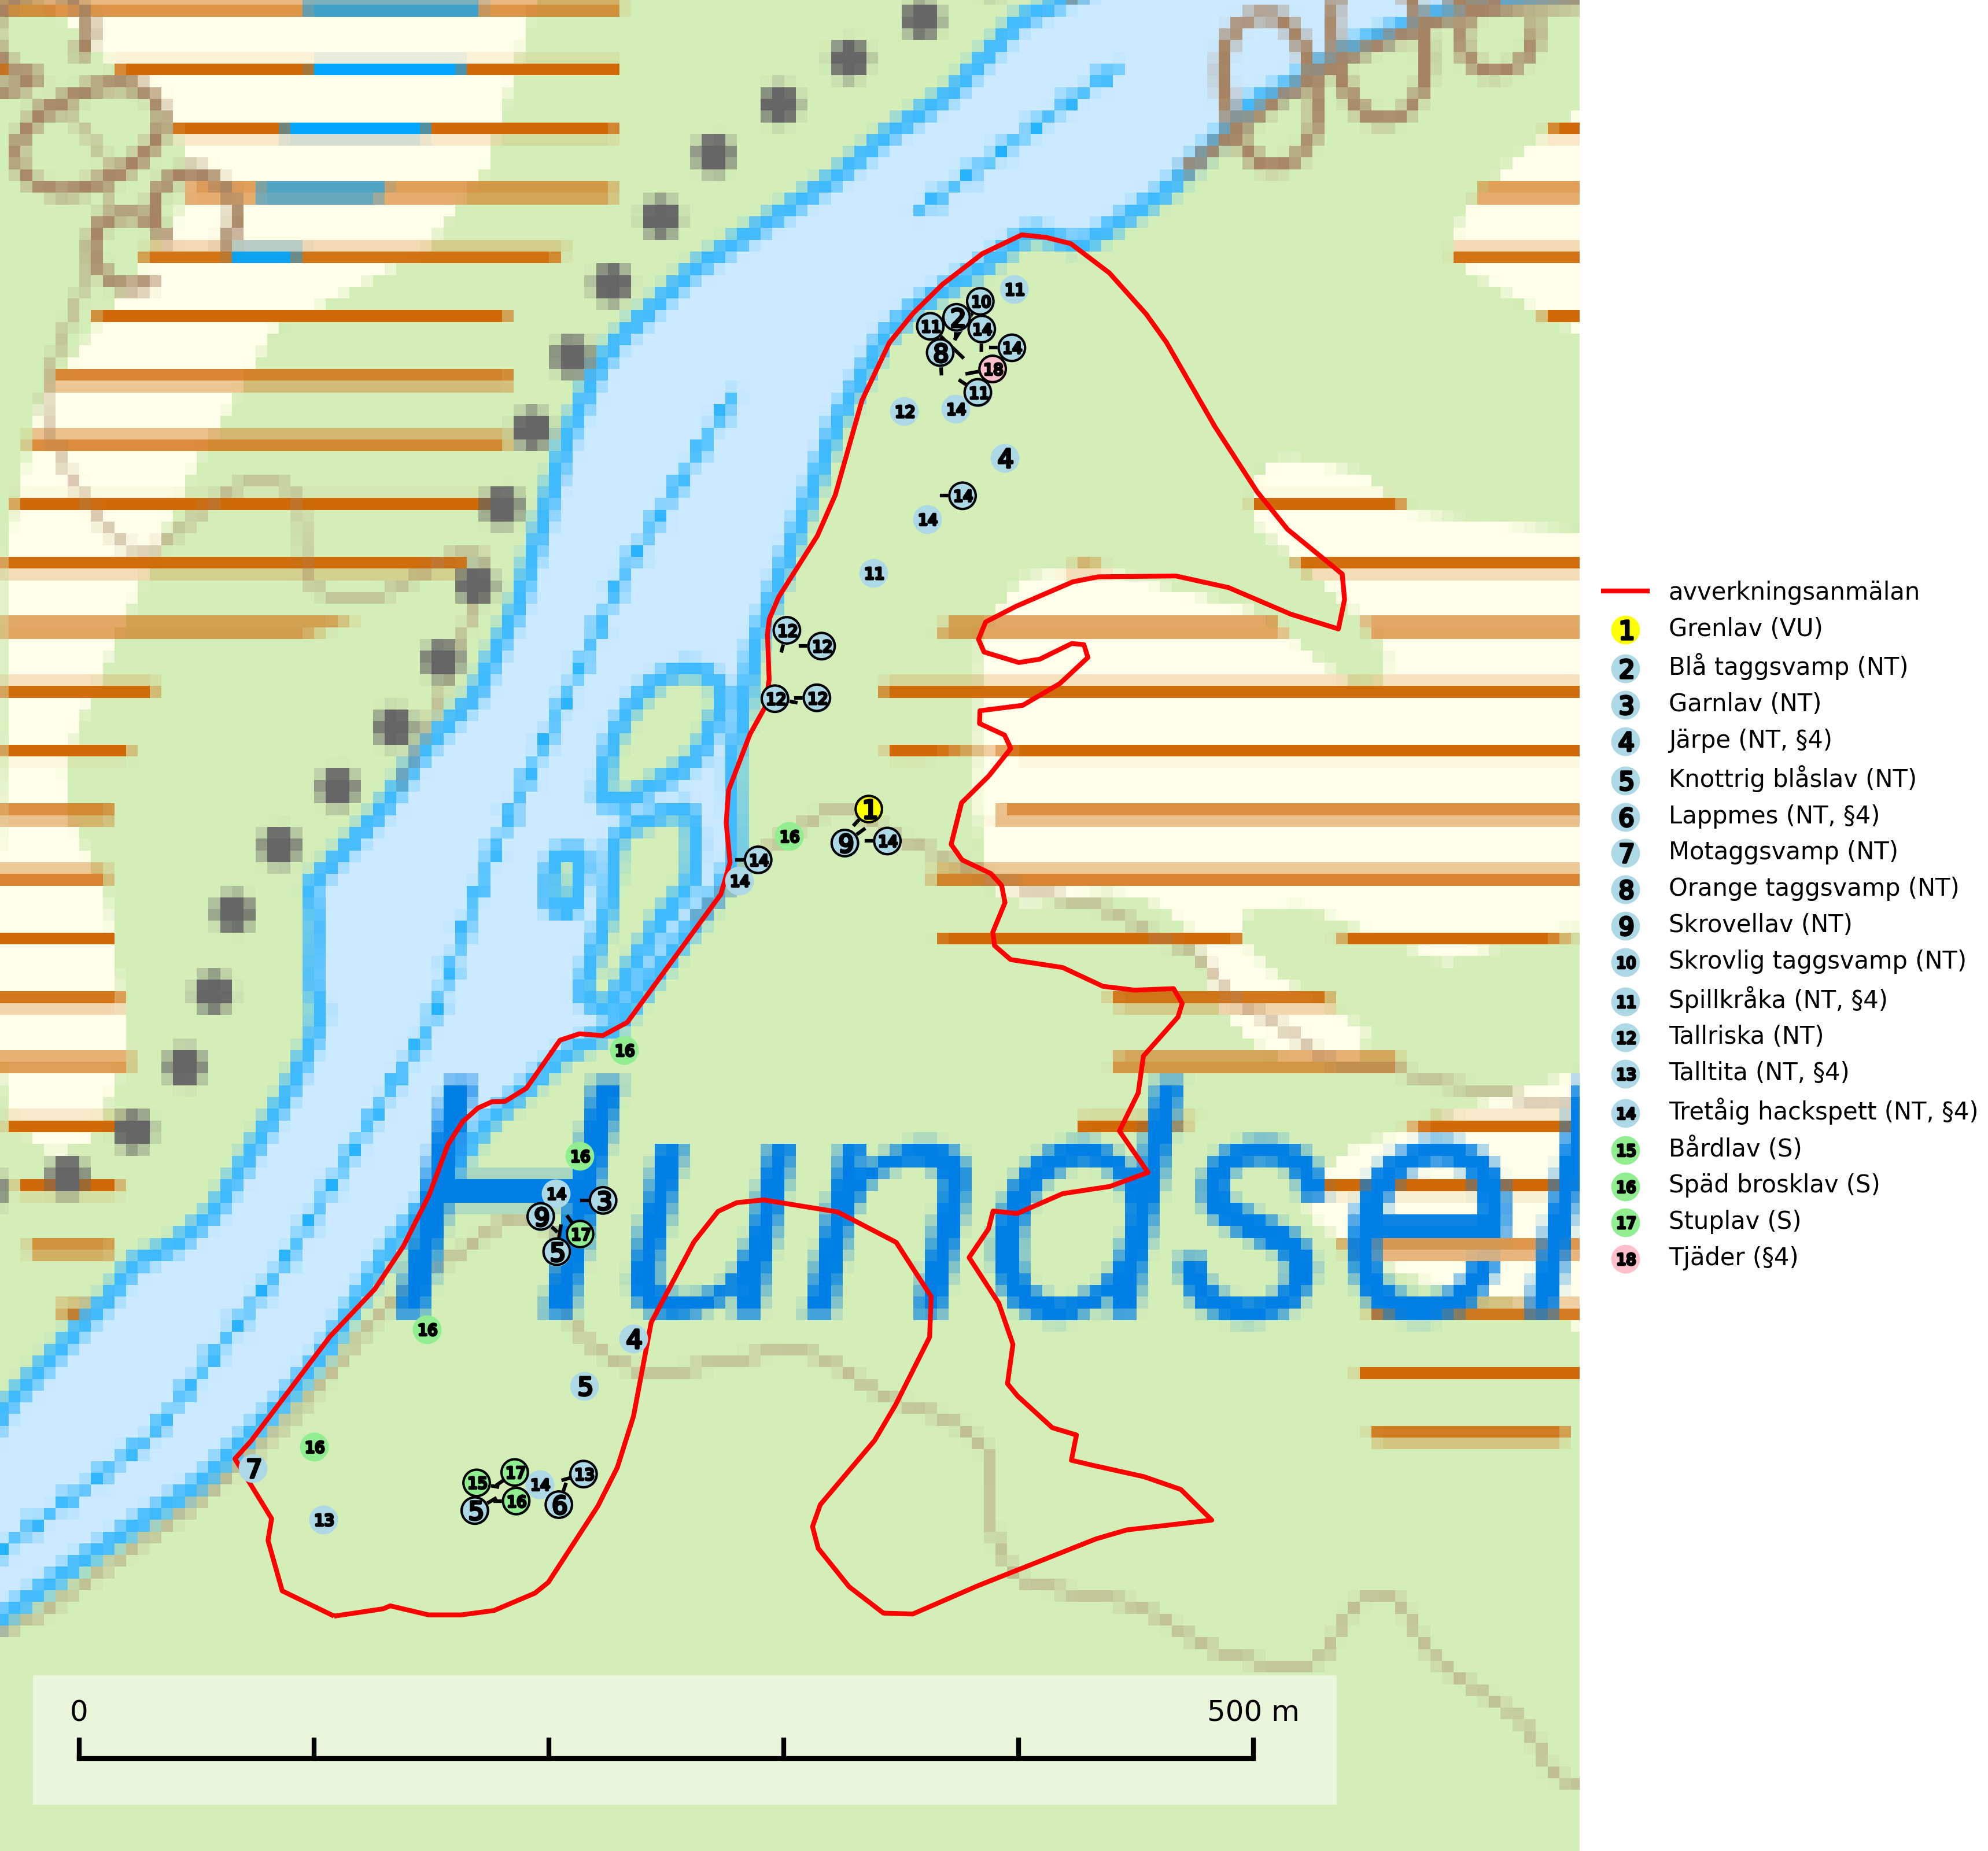 11
10
2
11
14
8
14
18
11
12
14
4
14
14
11
12
12
12
12
1
16
9
14
14
14
16
Hundsel
16
14
3
9
17
5
16
4
5
16
7
17
13
15
14
5
16
6
13
0
500 m
avverkningsanmälan
1 Grenlav (VU)
2 Blå taggsvamp (NT)
3 Garnlav (NT)
4 Järpe (NT, §4)
5 Knottrig blåslav (NT)
6 Lappmes (NT, §4)
7 Motaggsvamp (NT)
8 Orange taggsvamp (NT)
9 Skrovellav (NT)
10 Skrovlig taggsvamp (NT)
11 Spillkråka (NT, §4)
12 Tallriska (NT)
13 Talltita (NT, §4)
14 Tretåig hackspett (NT, §4)
15 Bårdlav (S)
16 Späd brosklav (S)
17 Stuplav (S)
18 Tjäder (§4)